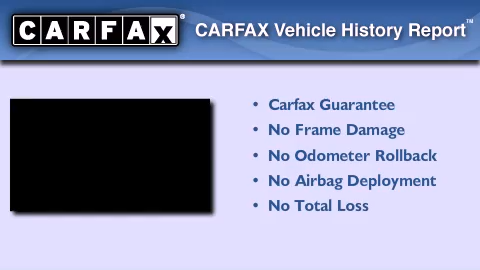 CARFAX® CARFAX Vehicle History Report™
• Carfax Guarantee
• No Frame Damage
• No Odometer Rollback
• No Airbag Deployment
• No Total Loss